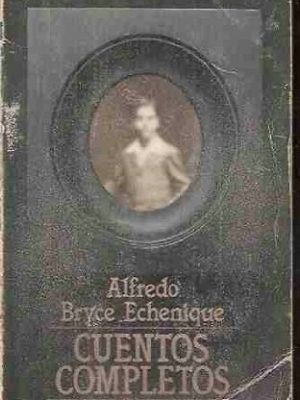 Alfredo
Bryce Echenique
CUENTOS
COMPLETOS